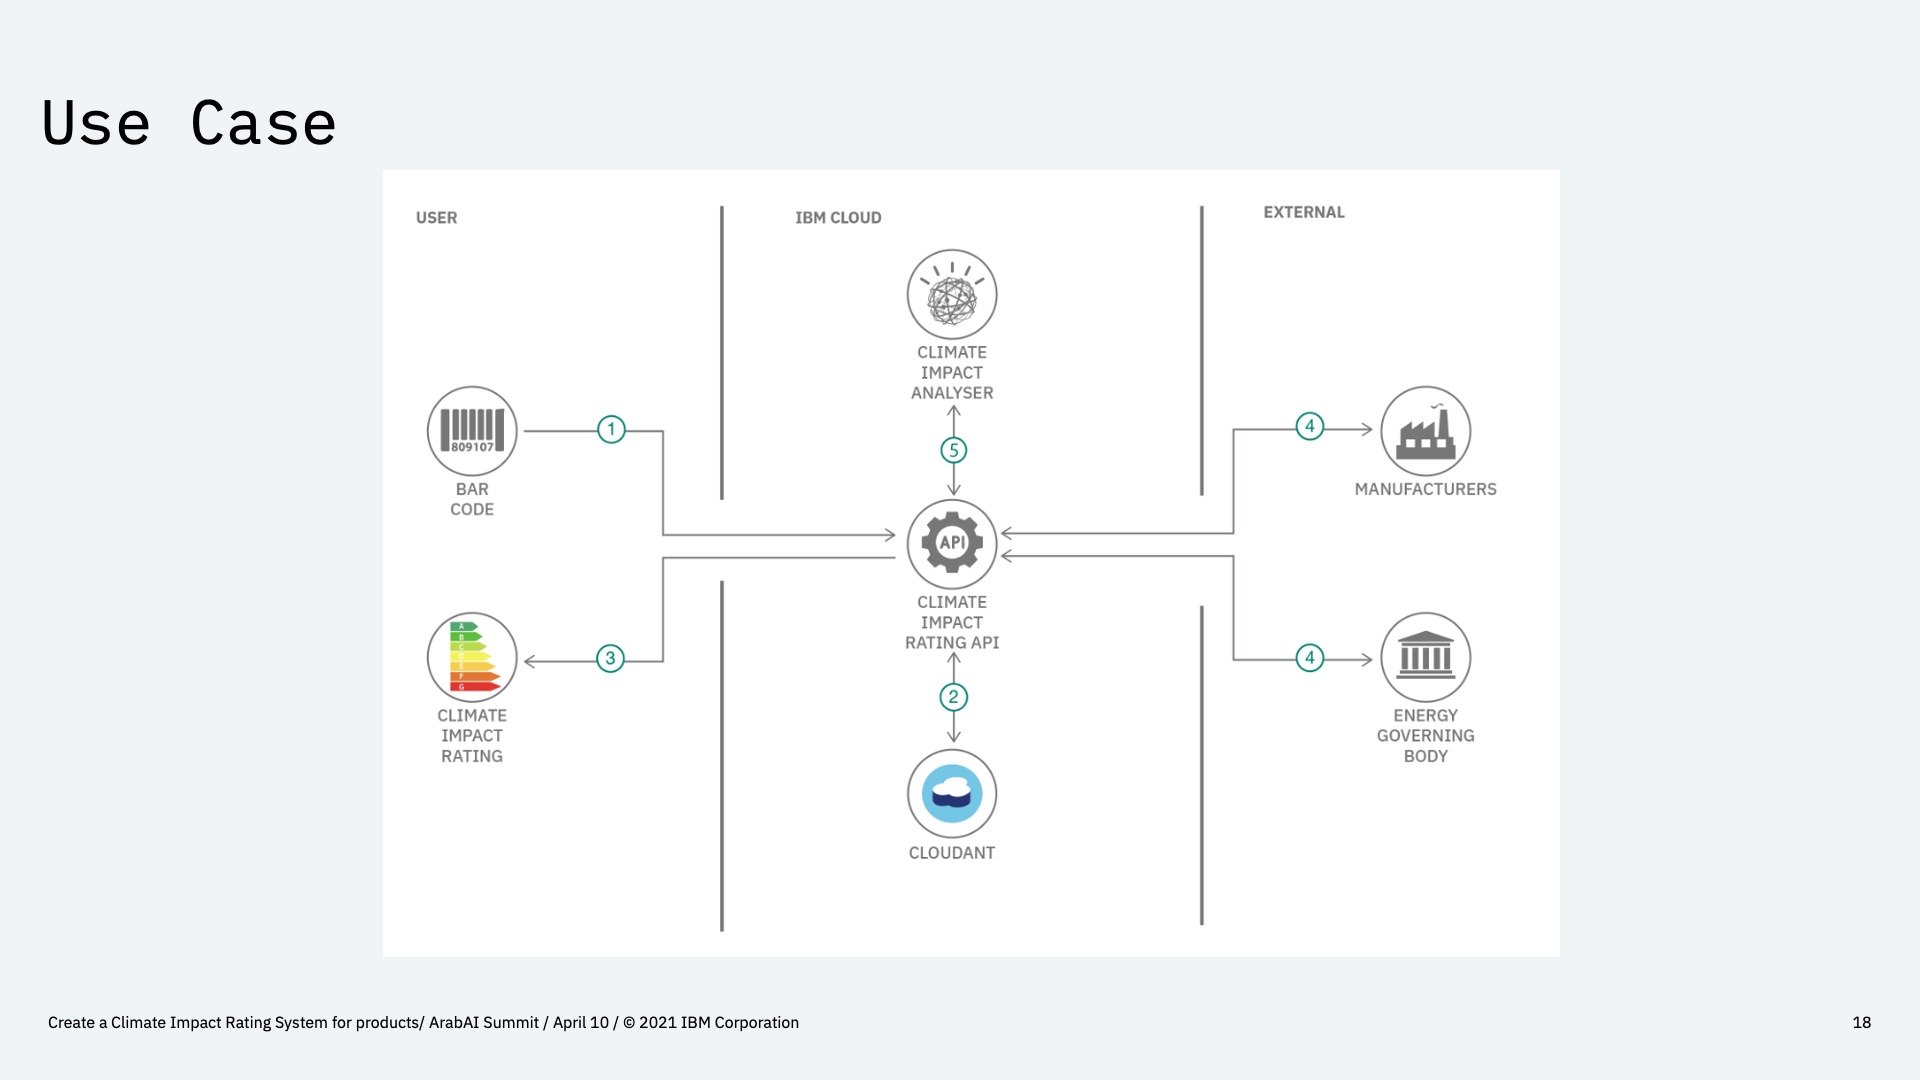 Use Case
USER
IBM CLOUD
EXTERNAL
CLIMATE
IMPACT
ANALYSER
809107
BAR
CODE
1
5
4
MANUFACTURERS
API
CLIMATE
IMPACT
RATING API
A
B
C
D
E
F
G
CLIMATE
IMPACT
RATING
3
2
4
ENERGY
GOVERNING
BODY
CLOUDANT
Create a Climate Impact Rating System for products/ ArabAI Summit / April 10 / © 2021 IBM Corporation
18